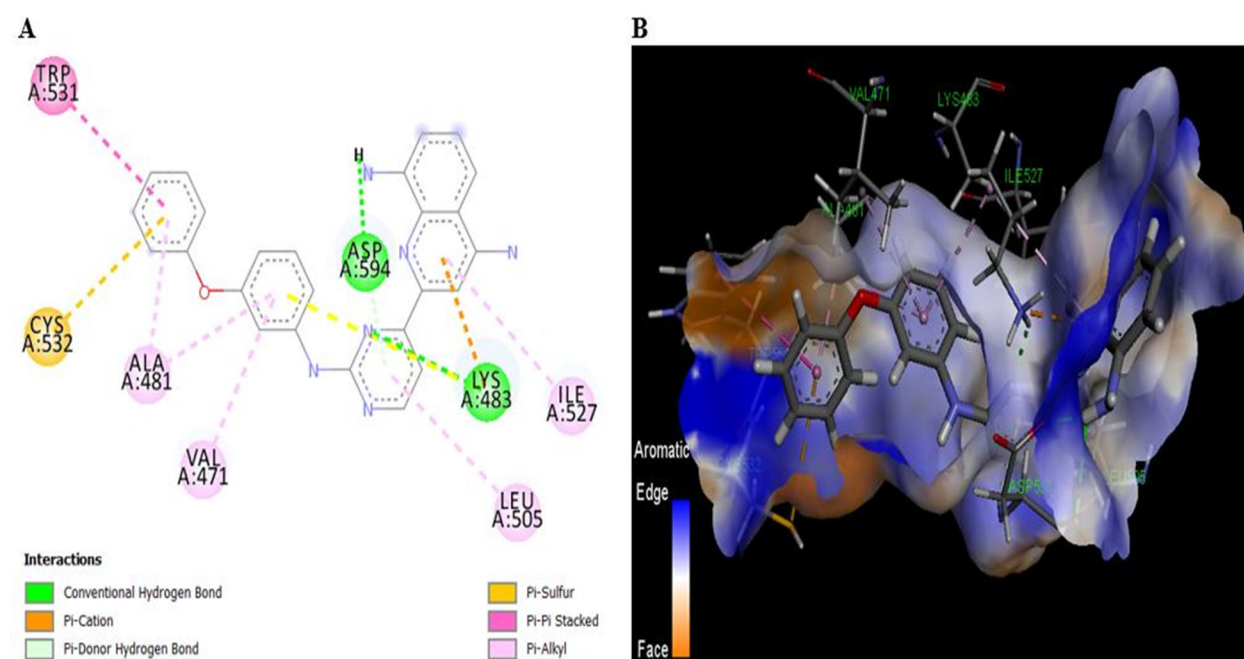 A
B
TRP
A:531
H
N
ASP
A:594
N
N
O
CYS
A:532
ALA
A:481
N
N
N
LYS
A:483
ILE
A:527
VAL
A:471
LEU
A:505
Interactions
Conventional Hydrogen Bond
Pi-Cation
Pi-Donor Hydrogen Bond
Pi-Sulfur
Pi-Pi Stacked
Pi-Alkyl
VAL471
LYS483
ILE527
Aromatic
Edge
Face